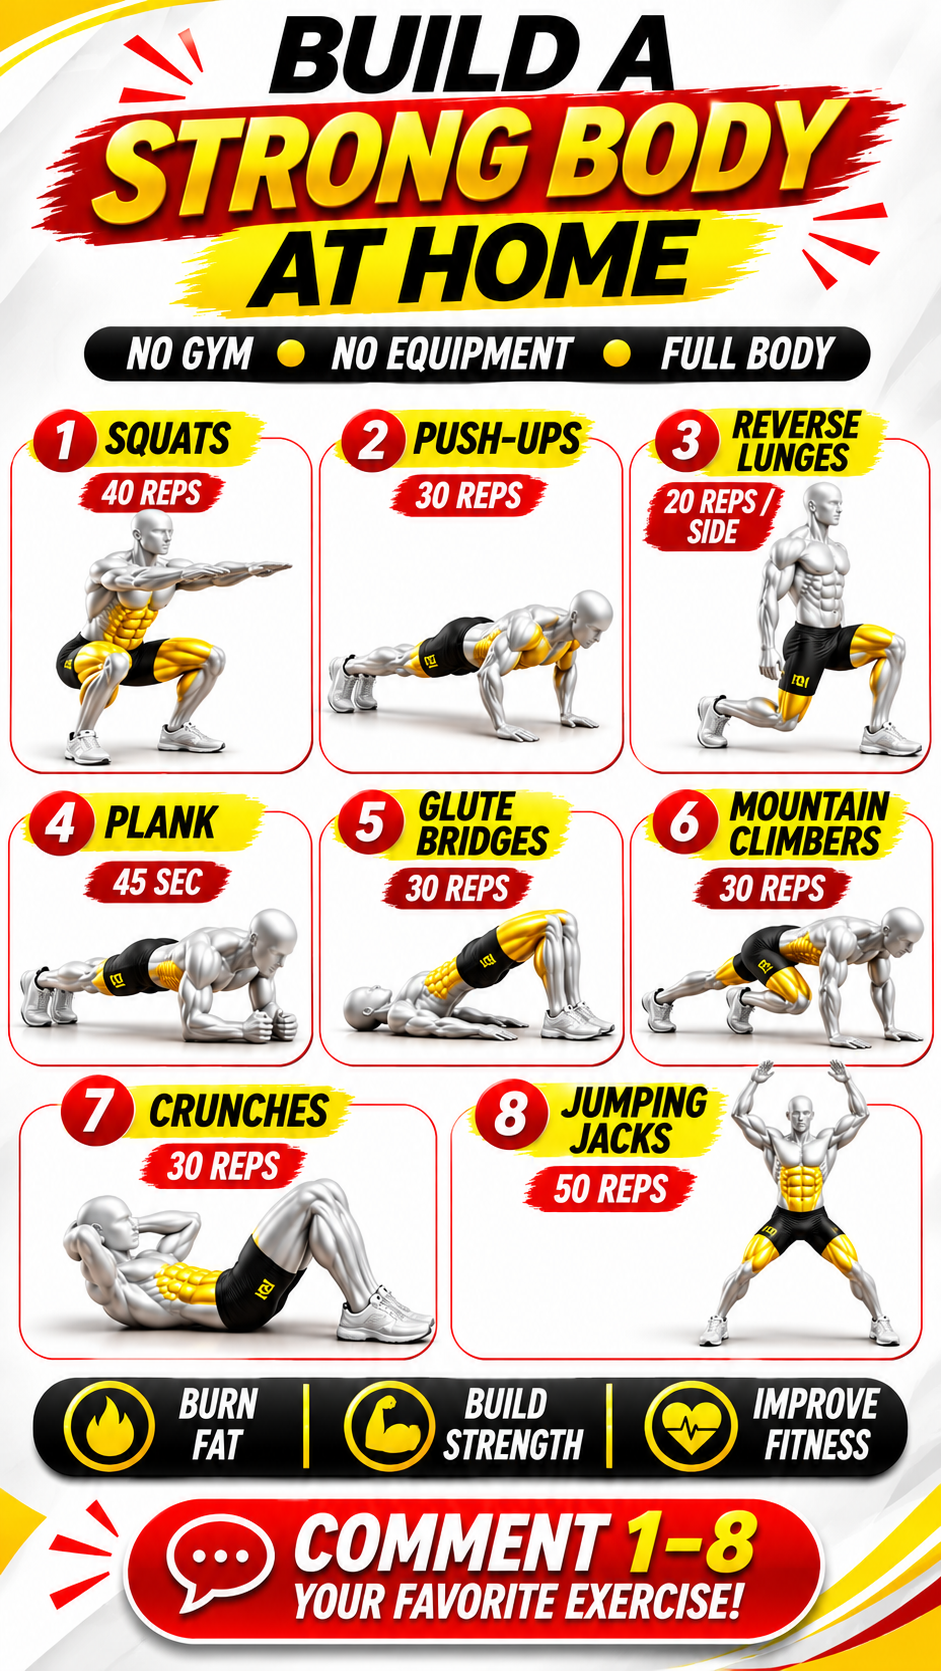 BUILD A
STRONG BODY
AT HOME
NO GYM ● NO EQUIPMENT ● FULL BODY
1 SQUATS
40 REPS
2 PUSH-UPS
30 REPS
3 REVERSE
LUNGES
20 REPS /
SIDE
4 PLANK
45 SEC
5 GLUTE
BRIDGES
30 REPS
6 MOUNTAIN
CLIMBERS
30 REPS
7 CRUNCHES
30 REPS
8 JUMPING
JACKS
50 REPS
BURN
FAT
BUILD
STRENGTH
IMPROVE
FITNESS
COMMENT 1-8
YOUR FAVORITE EXERCISE!